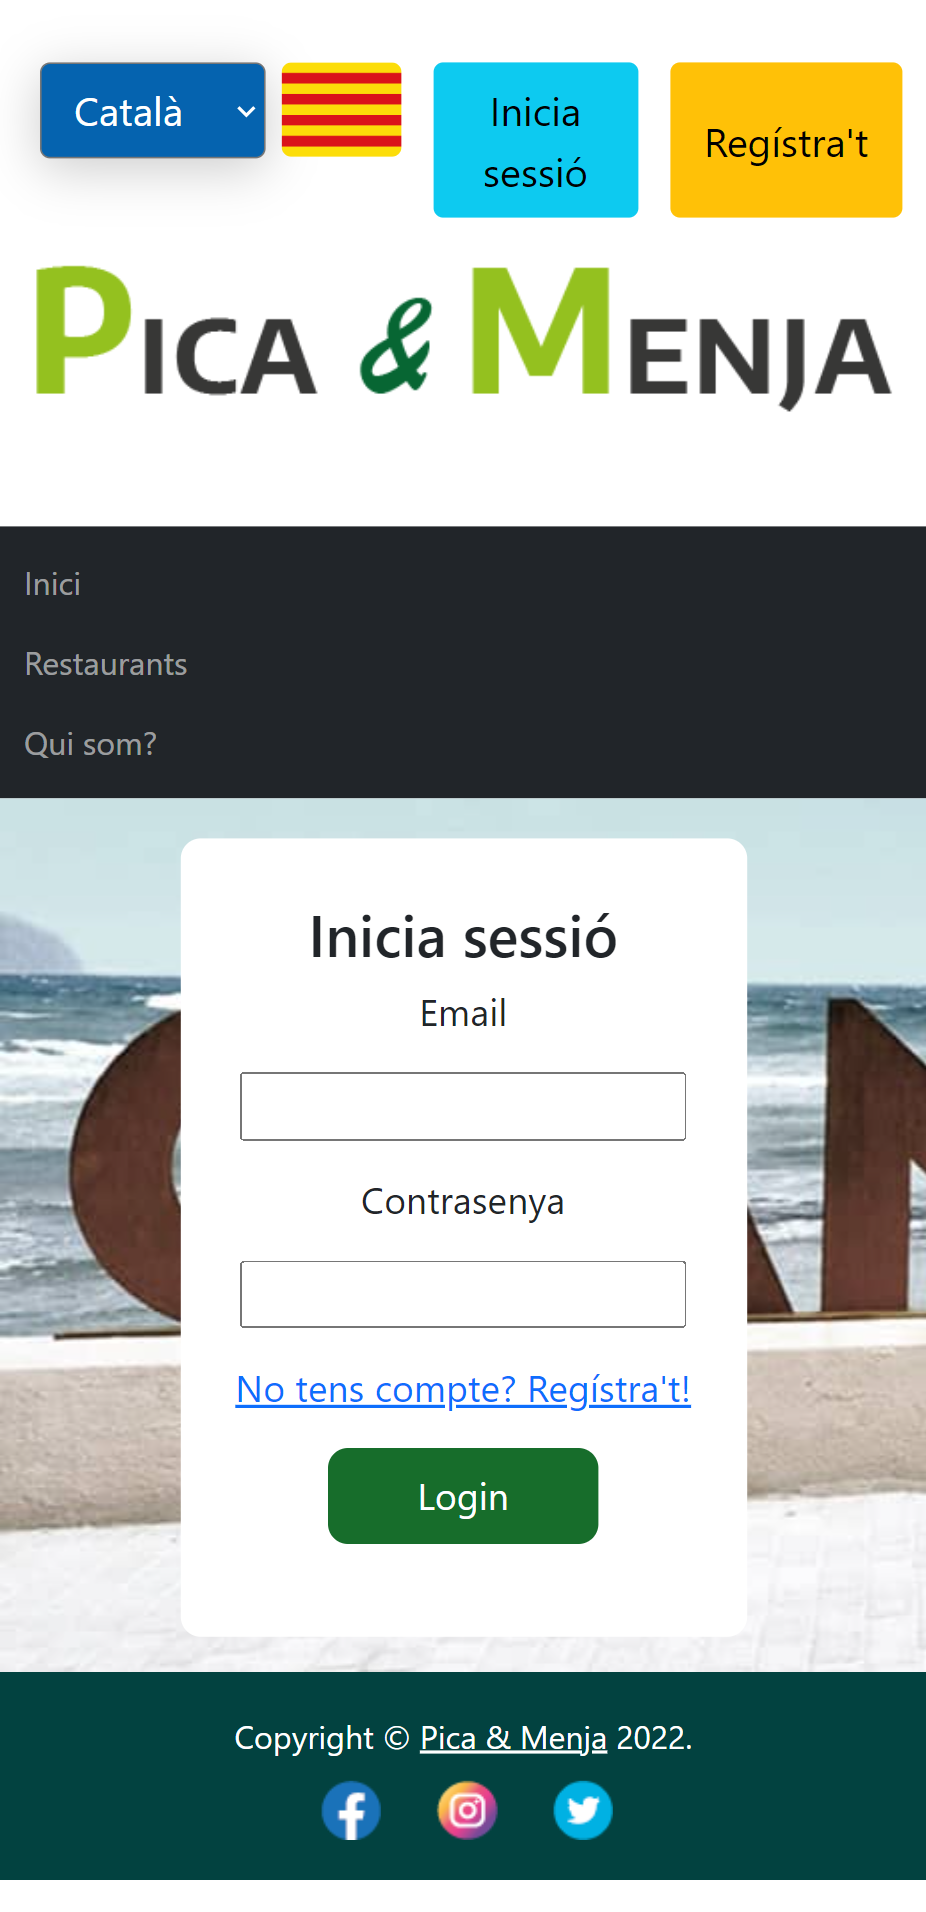 Català
Inicia
sessió
Regístra't
PICA & MENJA
Inici
Restaurants
Qui som?
Inicia sessió
Email
Contrasenya
No tens compte? Regístra't!
Login
Copyright © Pica & Menja 2022.